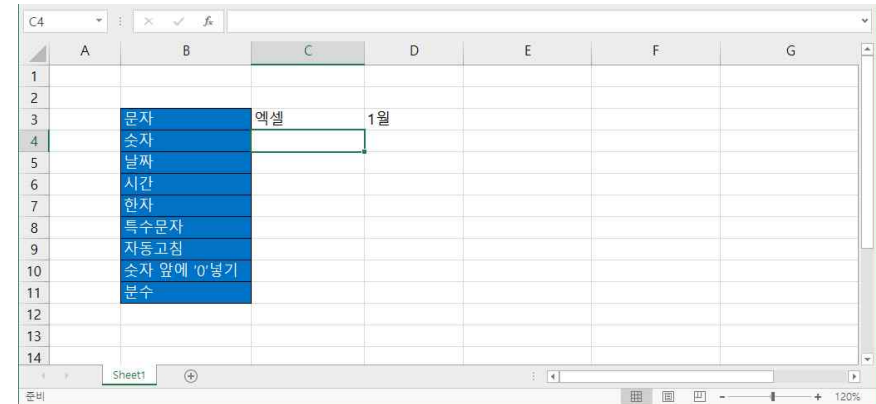 C4 fx
A B C D E F G
1
2
3 문자 엑셀 1월
4 숫자
5 날짜
6 시간
7 한자
8 특수문자
9 자동고침
10 숫자 앞에 '0'넣기
11 분수
12
13
14
Sheet1
준비 120%